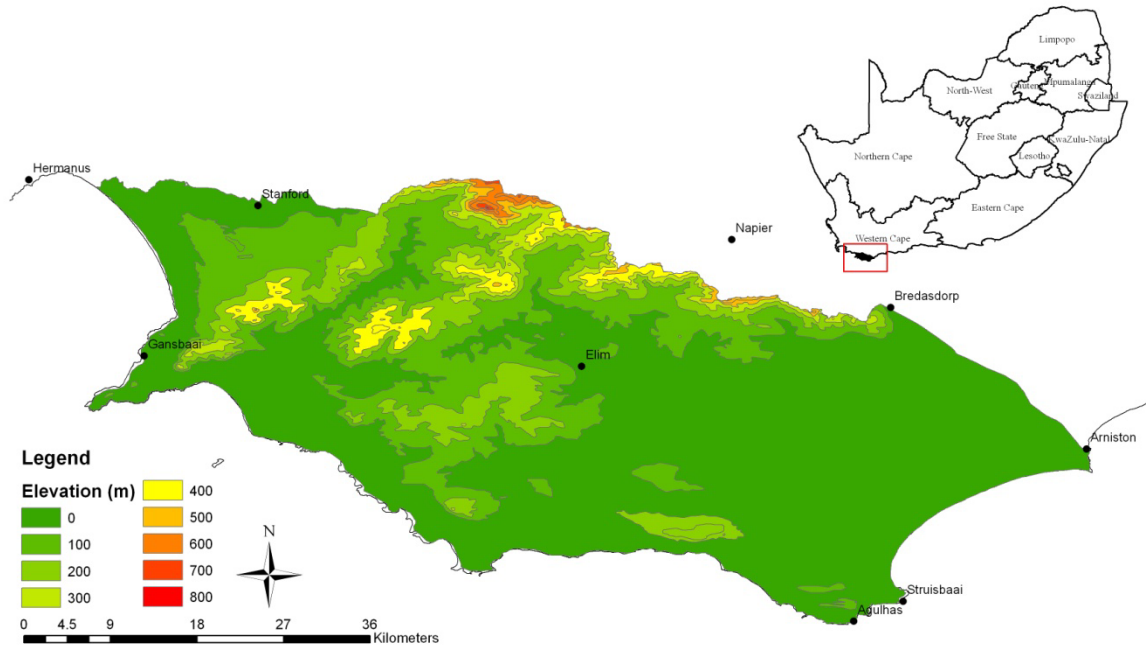 Limpopo
North-West
Gauteng
Mpumalanga
Swaziland
Free State
KwaZulu-Natal
Northern Cape
Lesotho
Eastern Cape
Western Cape
Hermanus
Stanford
Napier
Bredasdorp
Gansbaai
Elim
Arniston
Struisbaai
Agulhas
Legend
Elevation (m)
0
100
200
300
400
500
600
700
800
N
0 4.5 9 18 27 36
Kilometers